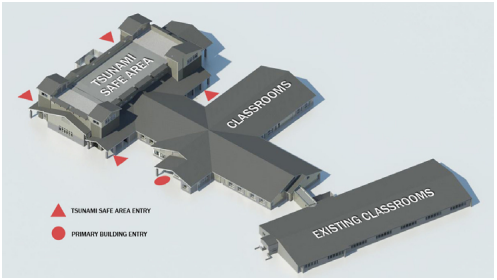 TSUNAMI
SAFE AREA
CLASSROOMS
EXISTING CLASSROOMS
TSUNAMI SAFE AREA ENTRY
PRIMARY BUILDING ENTRY